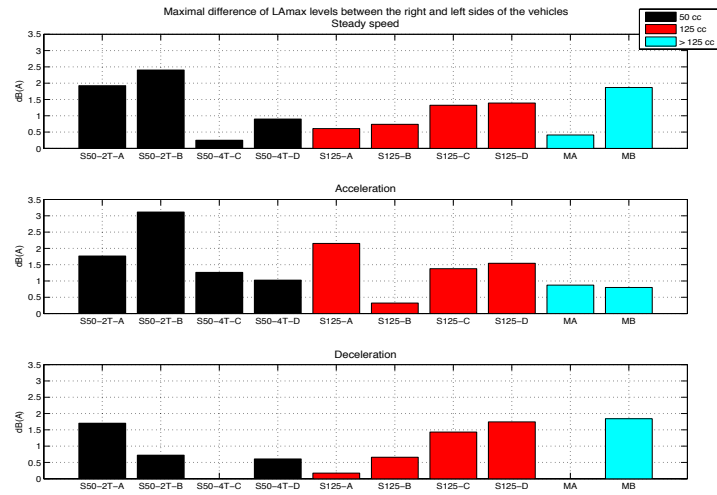 Maximal difference of LAmax levels between the right and left sides of the vehicles
Steady speed
50 cc
125 cc
> 125 cc
3.5
3
2.5
2
1.5
1
0.5
0
dB(A)
S50−2T−A S50−2T−B S50−4T−C S50−4T−D S125−A S125−B S125−C S125−D MA MB
Acceleration
3.5
3
2.5
2
1.5
1
0.5
0
dB(A)
S50−2T−A S50−2T−B S50−4T−C S50−4T−D S125−A S125−B S125−C S125−D MA MB
Deceleration
3.5
3
2.5
2
1.5
1
0.5
0
dB(A)
S50−2T−A S50−2T−B S50−4T−C S50−4T−D S125−A S125−B S125−C S125−D MA MB